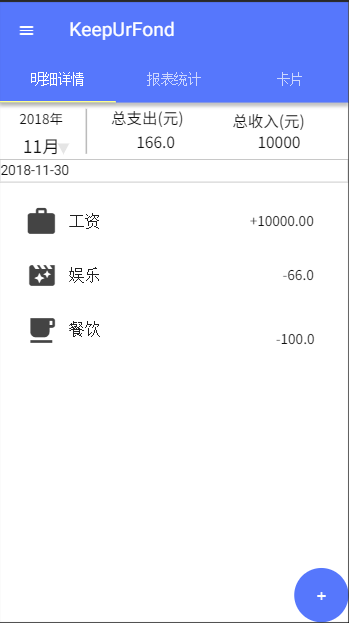 KeepUrFond
明细详情 报表统计 卡片
2018年 总支出(元) 总收入(元)
11月 166.0 10000
2018-11-30
工资 +10000.00
娱乐 -66.0
餐饮 -100.0
+